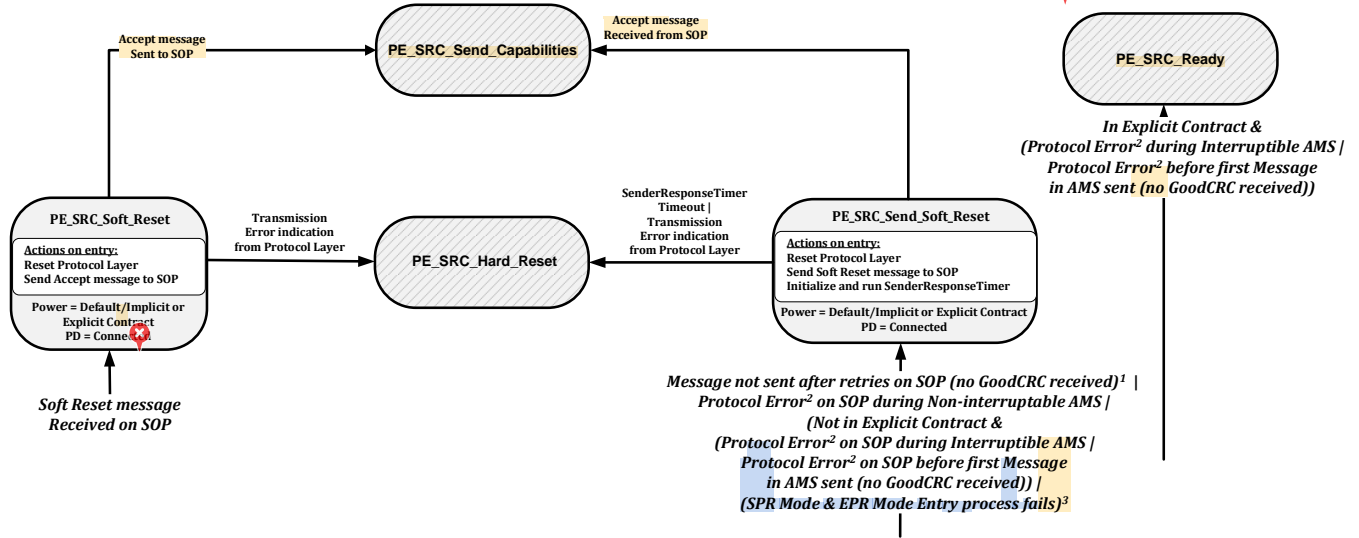 Accept message
Sent to SOP
PE_SRC_Send_Capabilities
Accept message
Received from SOP
PE_SRC_Ready
In Explicit Contract &
(Protocol Error² during Interruptible AMS |
Protocol Error² before first Message
in AMS sent (no GoodCRC received))
PE_SRC_Soft_Reset
Actions on entry:
Reset Protocol Layer
Send Accept message to SOP
Power = Default/Implicit or
Explicit Contract
PD = Connected
Transmission
Error indication
from Protocol Layer
PE_SRC_Hard_Reset
SenderResponseTimer
Timeout |
Transmission
Error indication
from Protocol Layer
PE_SRC_Send_Soft_Reset
Actions on entry:
Reset Protocol Layer
Send Soft Reset message to SOP
Initialize and run SenderResponseTimer
Power = Default/Implicit or Explicit Contract
PD = Connected
Soft Reset message
Received on SOP
Message not sent after retries on SOP (no GoodCRC received)¹ |
Protocol Error² on SOP during Non-interruptable AMS |
(Not in Explicit Contract &
(Protocol Error² on SOP during Interruptible AMS |
Protocol Error² on SOP before first Message
in AMS sent (no GoodCRC received)) |
(SPR Mode & EPR Mode Entry process fails)³